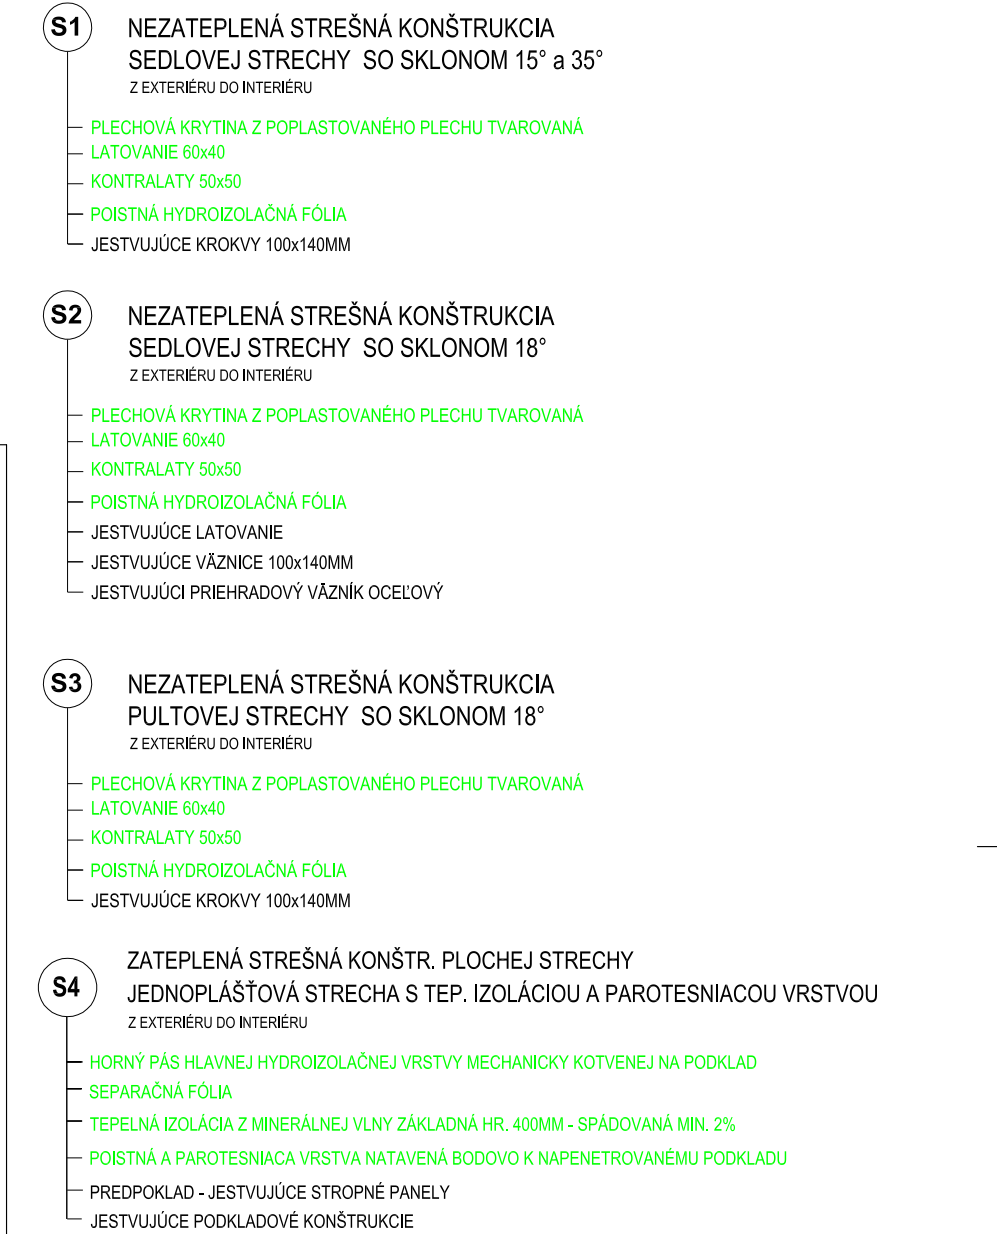 S1
NEZATEPLENÁ STREŠNÁ KONŠTRUKCIA
SEDLOVEJ STRECHY SO SKLONOM 15° a 35°
Z EXTERIÉRU DO INTERIÉRU
PLECHOVÁ KRYTINA Z POPLASTOVANÉHO PLECHU TVAROVANÁ
LATOVANIE 60x40
KONTRALATY 50x50
POISTNÁ HYDROIZOLAČNÁ FÓLIA
JESTVUJÚCE KROKVY 100x140MM
S2
NEZATEPLENÁ STREŠNÁ KONŠTRUKCIA
SEDLOVEJ STRECHY SO SKLONOM 18°
Z EXTERIÉRU DO INTERIÉRU
PLECHOVÁ KRYTINA Z POPLASTOVANÉHO PLECHU TVAROVANÁ
LATOVANIE 60x40
KONTRALATY 50x50
POISTNÁ HYDROIZOLAČNÁ FÓLIA
JESTVUJÚCE LATOVANIE
JESTVUJÚCE VÄZNICE 100x140MM
JESTVUJÚCI PRIEHRADOVÝ VÄZNÍK OCEĽOVÝ
S3
NEZATEPLENÁ STREŠNÁ KONŠTRUKCIA
PULTOVEJ STRECHY SO SKLONOM 18°
Z EXTERIÉRU DO INTERIÉRU
PLECHOVÁ KRYTINA Z POPLASTOVANÉHO PLECHU TVAROVANÁ
LATOVANIE 60x40
KONTRALATY 50x50
POISTNÁ HYDROIZOLAČNÁ FÓLIA
JESTVUJÚCE KROKVY 100x140MM
S4
ZATEPLENÁ STREŠNÁ KONŠTR. PLOCHEJ STRECHY
JEDNOPLÁŠŤOVÁ STRECHA S TEP. IZOLÁCIOU A PAROTESNIACOU VRSTVOU
Z EXTERIÉRU DO INTERIÉRU
HORNÝ PÁS HLAVNEJ HYDROIZOLAČNEJ VRSTVY MECHANICKY KOTVENEJ NA PODKLAD
SEPARAČNÁ FÓLIA
TEPELNÁ IZOLÁCIA Z MINERÁLNEJ VLNY ZÁKLADNÁ HR. 400MM - SPÁDOVANÁ MIN. 2%
POISTNÁ A PAROTESNIACA VRSTVA NATAVENÁ BODOVO K NAPENETROVANÉMU PODKLADU
PREDPOKLAD - JESTVUJÚCE STROPNÉ PANELY
JESTVUJÚCE PODKLADOVÉ KONŠTRUKCIE